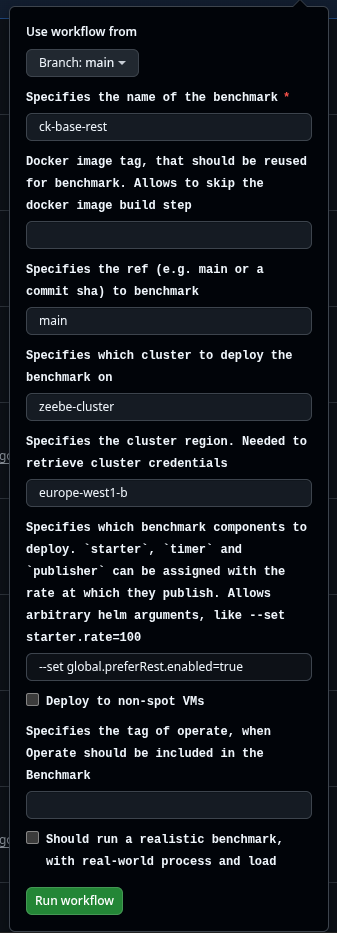 Use workflow from
Branch: main
Specifies the name of the benchmark *
ck-base-rest
Docker image tag, that should be reused
for benchmark. Allows to skip the
docker image build step
Specifies the ref (e.g. main or a
commit sha) to benchmark
main
Specifies which cluster to deploy the
benchmark on
zeebe-cluster
Specifies the cluster region. Needed to
retrieve cluster credentials
europe-west1-b
Specifies which benchmark components to
deploy. `starter`, `timer` and
`publisher` can be assigned with the
rate at which they publish. Allows
arbitrary helm arguments, like --set
starter.rate=100
--set global.preferRest.enabled=true
Deploy to non-spot VMs
Specifies the tag of operate, when
Operate should be included in the
Benchmark
Should run a realistic benchmark,
with real-world process and load
Run workflow